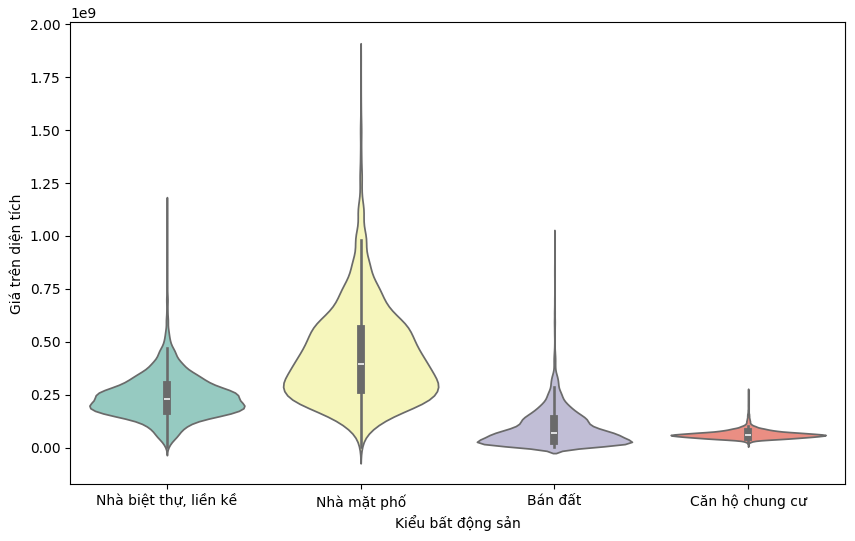 1e9
2.00
1.75
1.50
1.25
1.00
0.75
0.50
0.25
0.00
Giá trên diện tích
Nhà biệt thự, liền kề
Nhà mặt phố
Bán đất
Căn hộ chung cư
Kiểu bất động sản